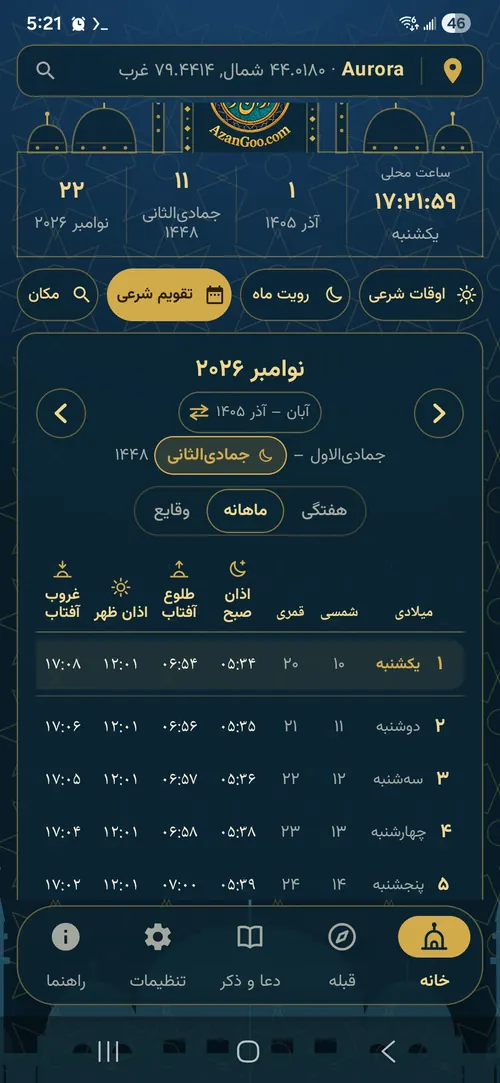 5:21
46
Aurora · ۴۴.۰۱۸۰ شمال, ۷۹.۴۴۱۴ غرب
AzanGoo.com
ساعت محلی
۱۷:۲۱:۵۹
یکشنبه
۱
آذر ۱۴۰۵
۱۱
جمادی‌الثانی
۱۴۴۸
۲۲
نوامبر ۲۰۲۶
اوقات شرعی
رویت ماه
تقویم شرعی
مکان
نوامبر ۲۰۲۶
آبان – آذر ۱۴۰۵
جمادی‌الاول – جمادی‌الثانی ۱۴۴۸
هفتگی ماهانه وقایع
میلادی شمسی قمری اذان صبح طلوع آفتاب اذان ظهر غروب آفتاب
۱ یکشنبه ۱۰ ۲۰ ۰۵:۳۴ ۰۶:۵۴ ۱۲:۰۱ ۱۷:۰۸
۲ دوشنبه ۱۱ ۲۱ ۰۵:۳۵ ۰۶:۵۶ ۱۲:۰۱ ۱۷:۰۶
۳ سه‌شنبه ۱۲ ۲۲ ۰۵:۳۶ ۰۶:۵۷ ۱۲:۰۱ ۱۷:۰۵
۴ چهارشنبه ۱۳ ۲۳ ۰۵:۳۸ ۰۶:۵۸ ۱۲:۰۱ ۱۷:۰۴
۵ پنجشنبه ۱۴ ۲۴ ۰۵:۳۹ ۰۷:۰۰ ۱۲:۰۱ ۱۷:۰۲
خانه
قبله
دعا و ذکر
تنظیمات
راهنما